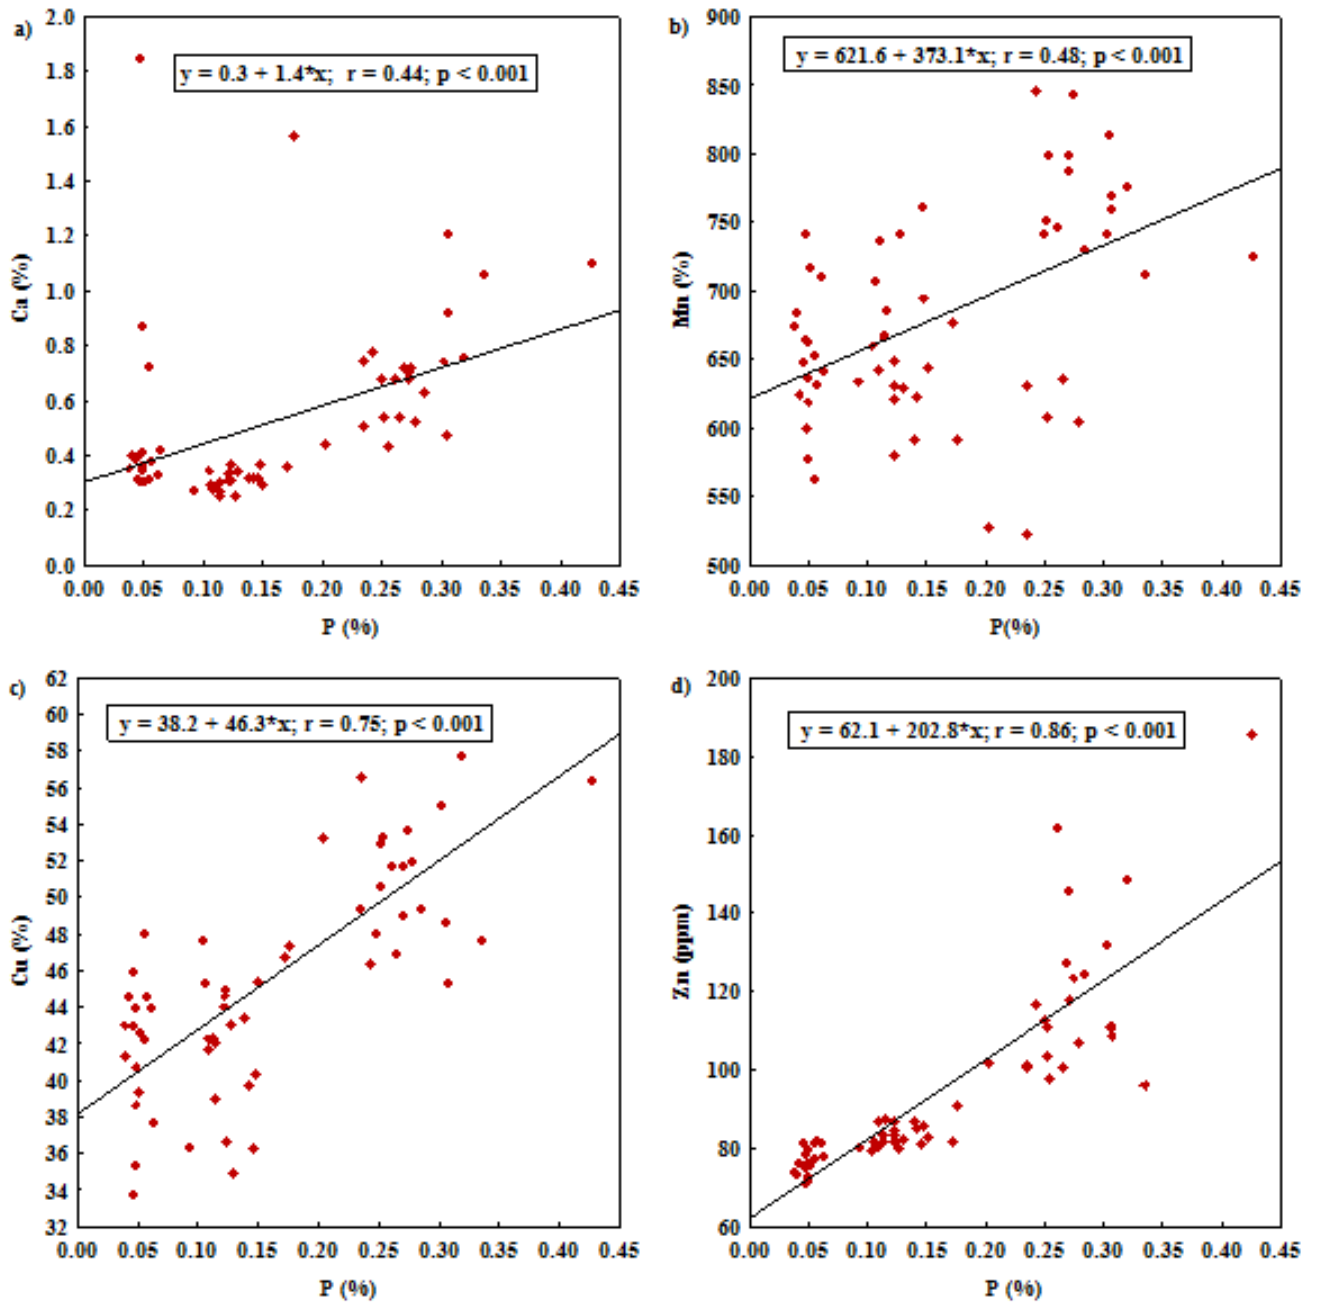 a)
y = 0.3 + 1.4*x; r = 0.44; p < 0.001
Ca (%)
2.0
1.8
1.6
1.4
1.2
1.0
0.8
0.6
0.4
0.2
0.0
0.00 0.05 0.10 0.15 0.20 0.25 0.30 0.35 0.40 0.45
P (%)
b)
y = 621.6 + 373.1*x; r = 0.48; p < 0.001
Mn (%)
900
850
800
750
700
650
600
550
500
0.00 0.05 0.10 0.15 0.20 0.25 0.30 0.35 0.40 0.45
P(%)
c)
y = 38.2 + 46.3*x; r = 0.75; p < 0.001
Cu (%)
62
60
58
56
54
52
50
48
46
44
42
40
38
36
34
32
0.00 0.05 0.10 0.15 0.20 0.25 0.30 0.35 0.40 0.45
P (%)
d)
y = 62.1 + 202.8*x; r = 0.86; p < 0.001
Zn (ppm)
200
180
160
140
120
100
80
60
0.00 0.05 0.10 0.15 0.20 0.25 0.30 0.35 0.40 0.45
P (%)